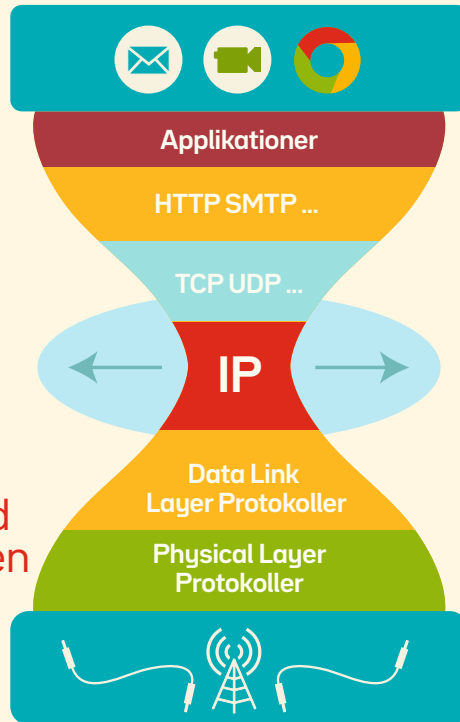 Applikationer
HTTP SMTP ...
TCP UDP ...
IP
Data Link
Layer Protokoller
Physical Layer
Protokoller